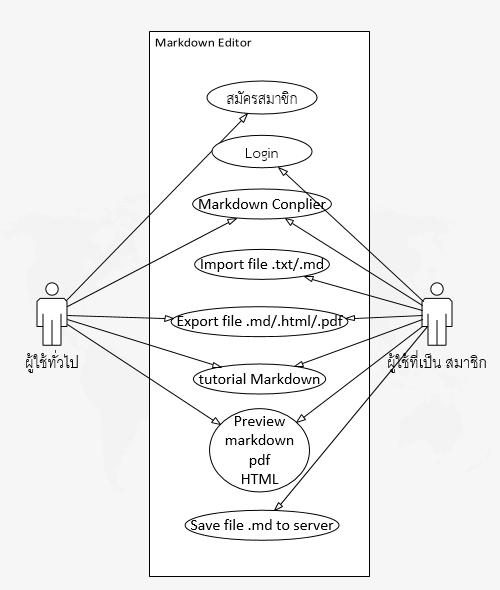 Markdown Editor
สมัครสมาชิก
Login
Markdown Conplier
Import file .txt/.md
Export file .md/.html/.pdf
ผู้ใช้ทั่วไป
ผู้ใช้ที่เป็น สมาชิก
tutorial Markdown
Preview
markdown
pdf
HTML
Save file .md to server